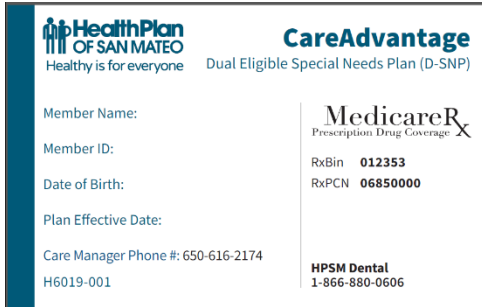 HealthPlan
OF SAN MATEO
Healthy is for everyone
CareAdvantage
Dual Eligible Special Needs Plan (D-SNP)
Member Name:
Member ID:
Date of Birth:
Plan Effective Date:
Care Manager Phone #: 650-616-2174
H6019-001
MedicareRx
Prescription Drug Coverage
RxBin 012353
RxPCN 06850000
HPSM Dental
1-866-880-0606